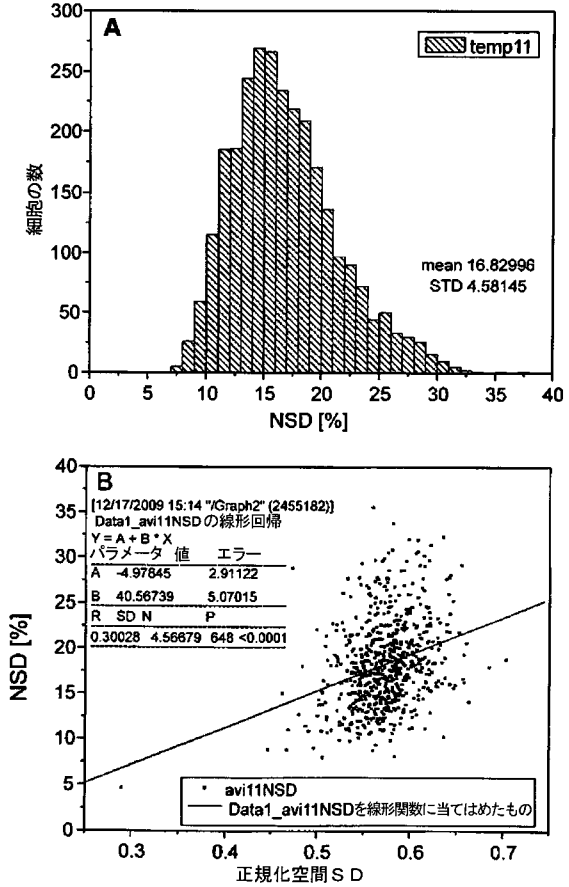 A
temp11
300
250
200
150
100
50
0
細胞の数
mean 16.82996
STD 4.58145
0 5 10 15 20 25 30 35 40
NSD [%]
B
[12/17/2009 15:14 "/Graph2" (2455182)]
Data1_avi11NSDの線形回帰
Y = A + B * X
パラメータ 値 エラー
A -4.97845 2.91122
B 40.56739 5.07015
R SD N P
0.30028 4.56679 648 <0.0001
40
35
30
25
20
15
10
5
0
NSD [%]
avi11NSD
Data1_avi11NSDを線形関数に当てはめたもの
0.3 0.4 0.5 0.6 0.7
正規化空間ＳＤ